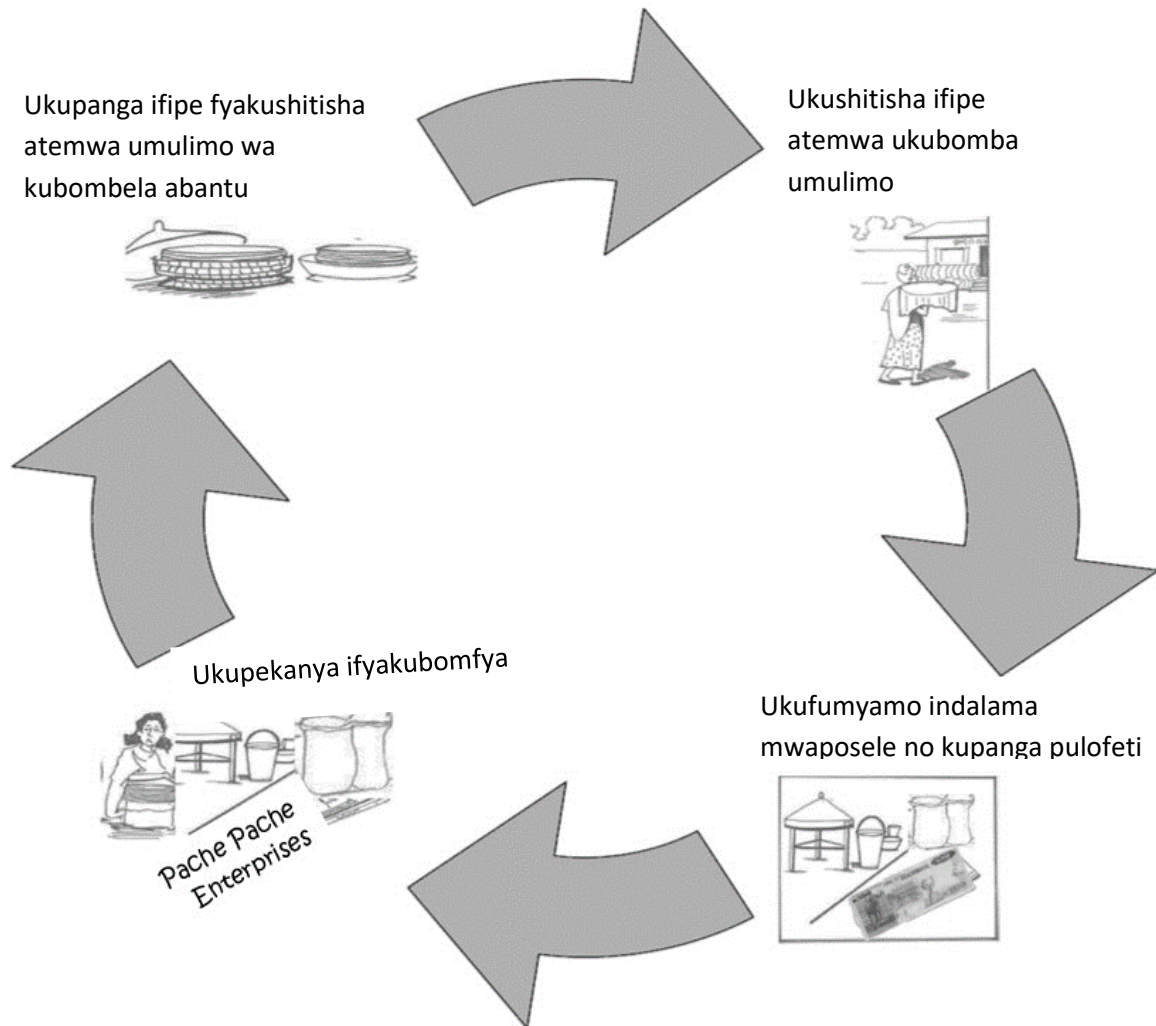 Ukupanga ifipe fyakushitisha
atemwa umulimo wa
kubombela abantu
Ukushitisha ifipe
atemwa ukubomba
umulimo
Ukufumyamo indalama
mwaposele no kupanga pulofeti
Ukupekanya ifyakubomfya
Pache Pache
Enterprises